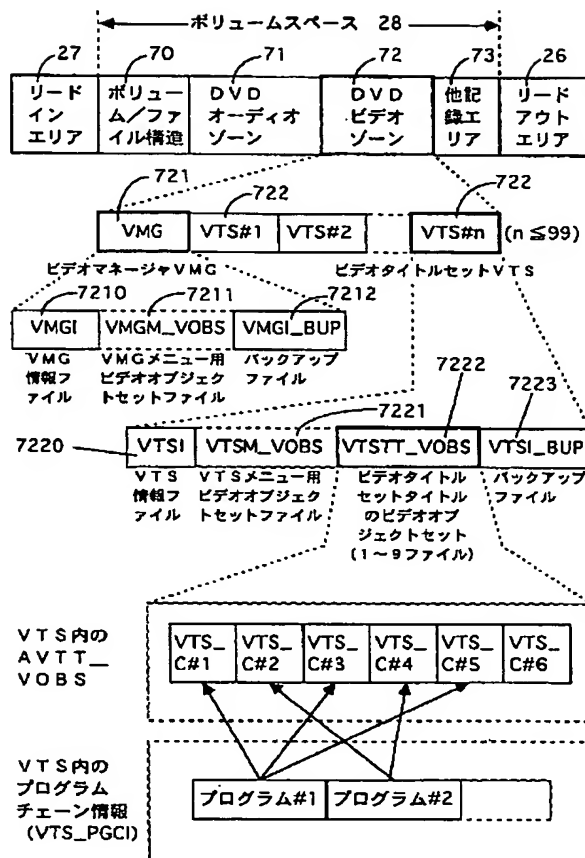 ボリュームスペース 28
27 70 71 72 73 26
リード
イン
エリア
ボリュー
ム/ファ
イル構造
DVD
オーディオ
ゾーン
DVD
ビデオ
ゾーン
他記
録エ
リア
リード
アウト
エリア
721 722 722
VMG VTS#1 VTS#2 VTS#n (n≦99)
ビデオマネージャVMG ビデオタイトルセットVTS
7210 7211 7212
VMGI VMGM_VOBS VMGI_BUP
VMG
情報フ
ァイル
VMGメニュー用
ビデオオブジェク
トセットファイル
バックアップ
ファイル
7220 7221 7222 7223
VTSI VTSM_VOBS VTSTT_VOBS VTSI_BUP
VTS
情報フ
ァイル
VTSメニュー用
ビデオオブジェク
トセットファイル
ビデオタイトル
セットタイトル
のビデオオブ
ジェクトセット
(1〜9ファイル)
バックアップ
ファイル
VTS内の
AVTT_
VOBS
VTS_
C#1
VTS_
C#2
VTS_
C#3
VTS_
C#4
VTS_
C#5
VTS_
C#6
VTS内の
プログラム
チェーン情報
(VTS_PGCI)
プログラム#1 プログラム#2